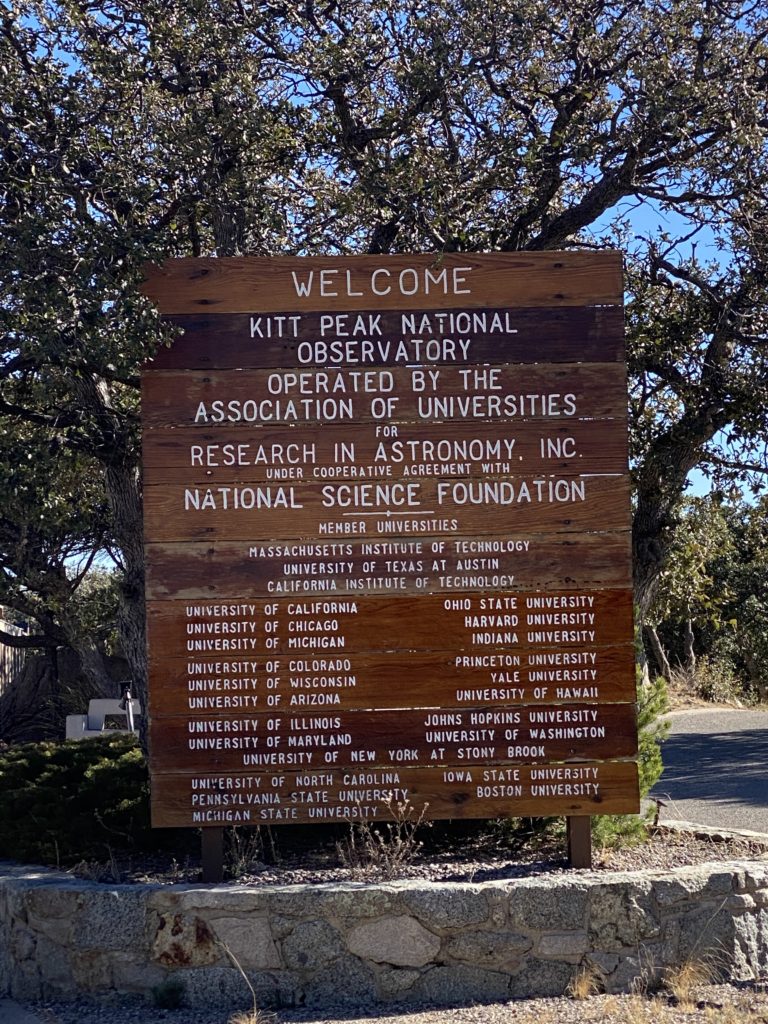 WELCOME
KITT PEAK NATIONAL
OBSERVATORY
OPERATED BY THE
ASSOCIATION OF UNIVERSITIES
FOR
RESEARCH IN ASTRONOMY, INC.
UNDER COOPERATIVE AGREEMENT WITH
NATIONAL SCIENCE FOUNDATION
MEMBER UNIVERSITIES
MASSACHUSETTS INSTITUTE OF TECHNOLOGY
UNIVERSITY OF TEXAS AT AUSTIN
CALIFORNIA INSTITUTE OF TECHNOLOGY
UNIVERSITY OF CALIFORNIA OHIO STATE UNIVERSITY
UNIVERSITY OF CHICAGO HARVARD UNIVERSITY
UNIVERSITY OF MICHIGAN INDIANA UNIVERSITY
UNIVERSITY OF COLORADO PRINCETON UNIVERSITY
UNIVERSITY OF WISCONSIN YALE UNIVERSITY
UNIVERSITY OF ARIZONA UNIVERSITY OF HAWAII
UNIVERSITY OF ILLINOIS JOHNS HOPKINS UNIVERSITY
UNIVERSITY OF MARYLAND UNIVERSITY OF WASHINGTON
UNIVERSITY OF NEW YORK AT STONY BROOK
UNIVERSITY OF NORTH CAROLINA IOWA STATE UNIVERSITY
PENNSYLVANIA STATE UNIVERSITY BOSTON UNIVERSITY
MICHIGAN STATE UNIVERSITY